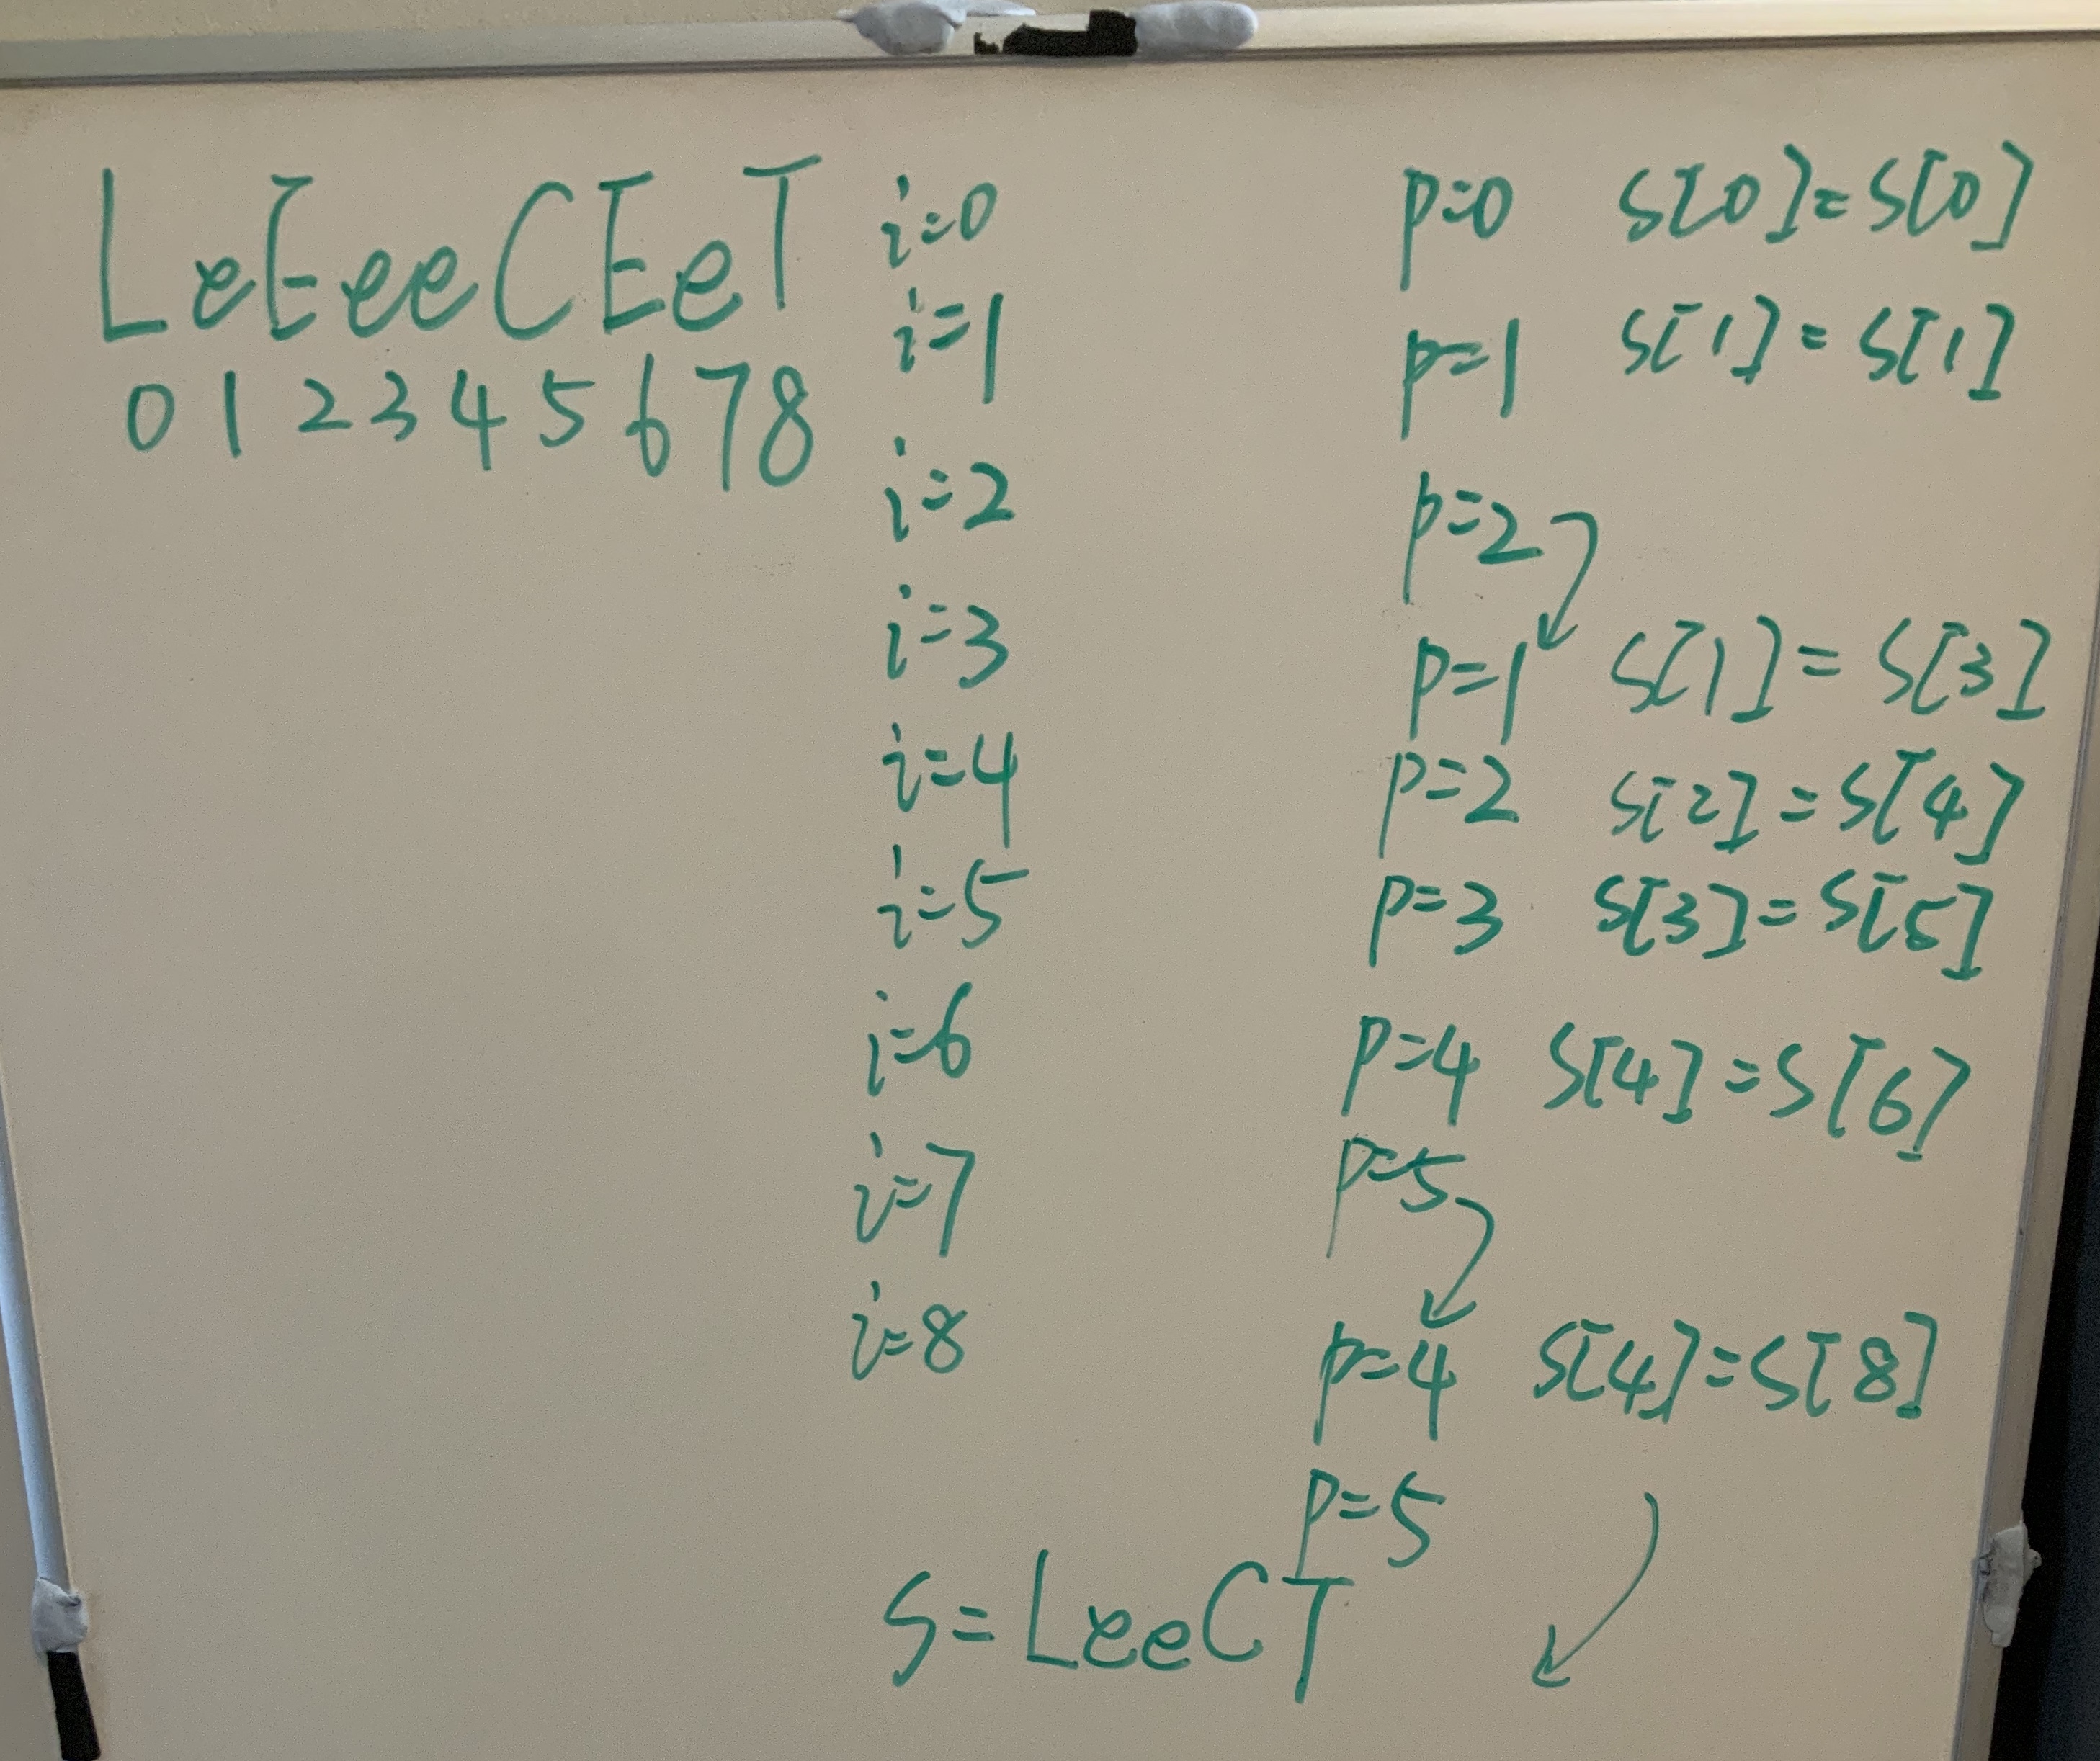 LeEeeCEeT
0 1 2 3 4 5 6 7 8
i=0 p=0 S[0]=S[0]
i=1 p=1 S[1]=S[1]
i=2 p=2
i=3 p=1 S[1]=S[3]
i=4 p=2 S[2]=S[4]
i=5 p=3 S[3]=S[5]
i=6 p=4 S[4]=S[6]
i=7 p=5
i=8 p=4 S[4]=S[8]
p=5
S=LeeCT